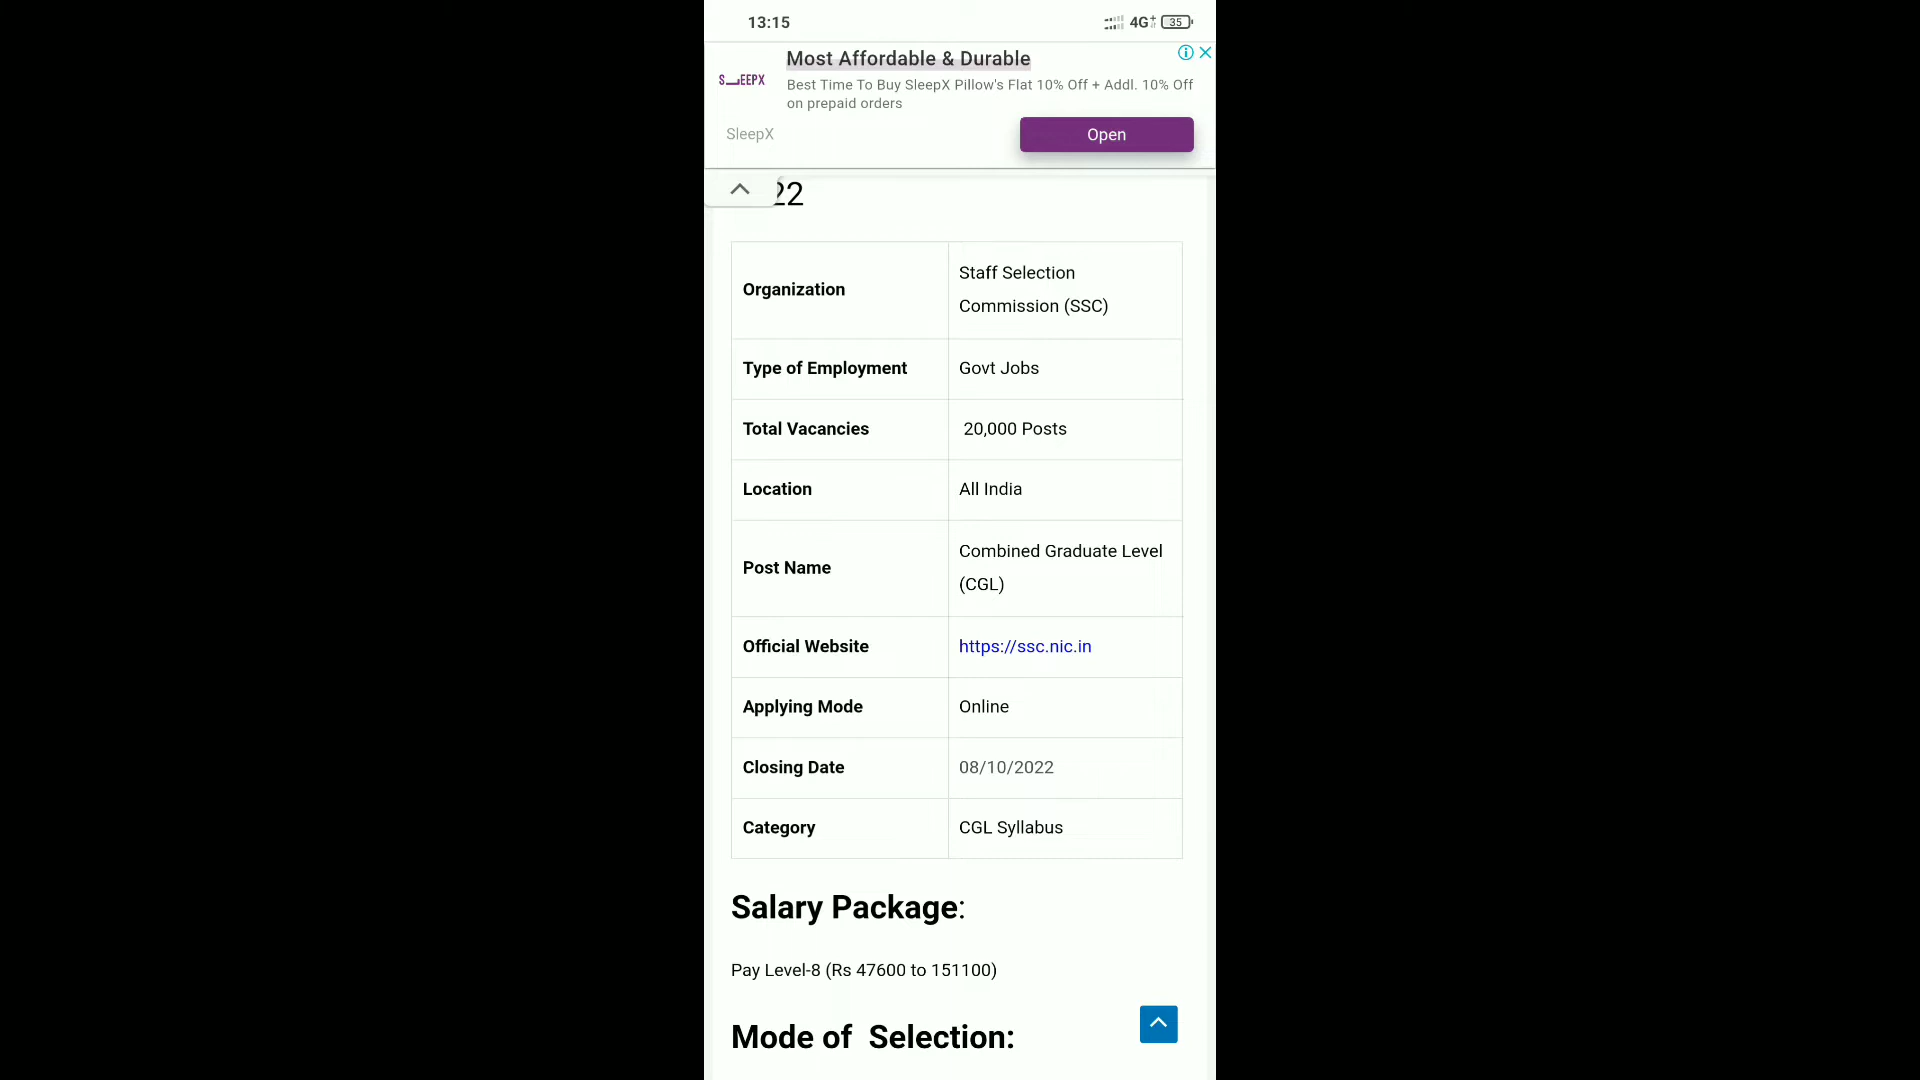 13:15
4G+ 35
Most Affordable & Durable
SLEEPX
Best Time To Buy SleepX Pillow's Flat 10% Off + Addl. 10% Off
on prepaid orders
SleepX
Open
22
Organization
Staff Selection
Commission (SSC)
Type of Employment Govt Jobs
Total Vacancies 20,000 Posts
Location All India
Post Name
Combined Graduate Level
(CGL)
Official Website https://ssc.nic.in
Applying Mode Online
Closing Date 08/10/2022
Category CGL Syllabus
Salary Package:
Pay Level-8 (Rs 47600 to 151100)
Mode of Selection: